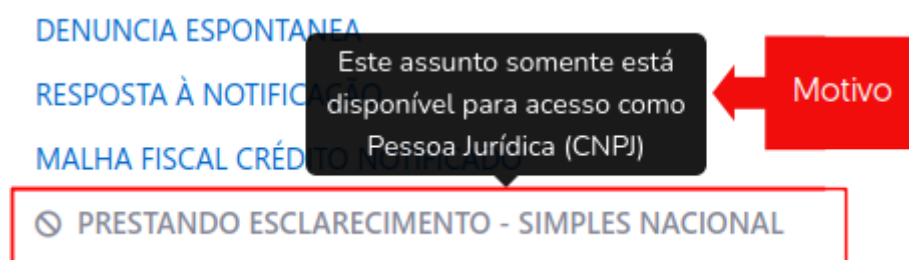 DENUNCIA ESPONTANEA
Este assunto somente está
disponível para acesso como
Pessoa Jurídica (CNPJ)
Motivo
RESPOSTA À NOTIFICAÇÃO
MALHA FISCAL CRÉDITO NOTIFICADO
PRESTANDO ESCLARECIMENTO - SIMPLES NACIONAL